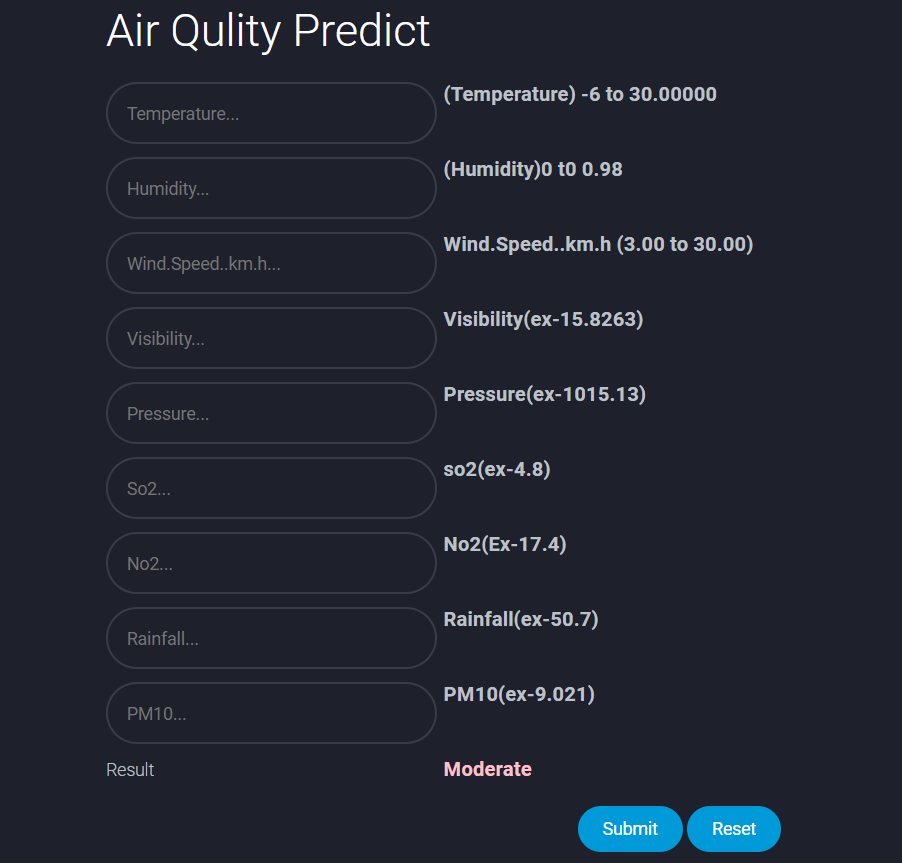 Air Qulity Predict
Temperature... (Temperature) -6 to 30.00000
Humidity... (Humidity)0 t0 0.98
Wind.Speed..km.h... Wind.Speed..km.h (3.00 to 30.00)
Visibility... Visibility(ex-15.8263)
Pressure... Pressure(ex-1015.13)
So2... so2(ex-4.8)
No2... No2(Ex-17.4)
Rainfall... Rainfall(ex-50.7)
PM10... PM10(ex-9.021)
Result Moderate
Submit Reset